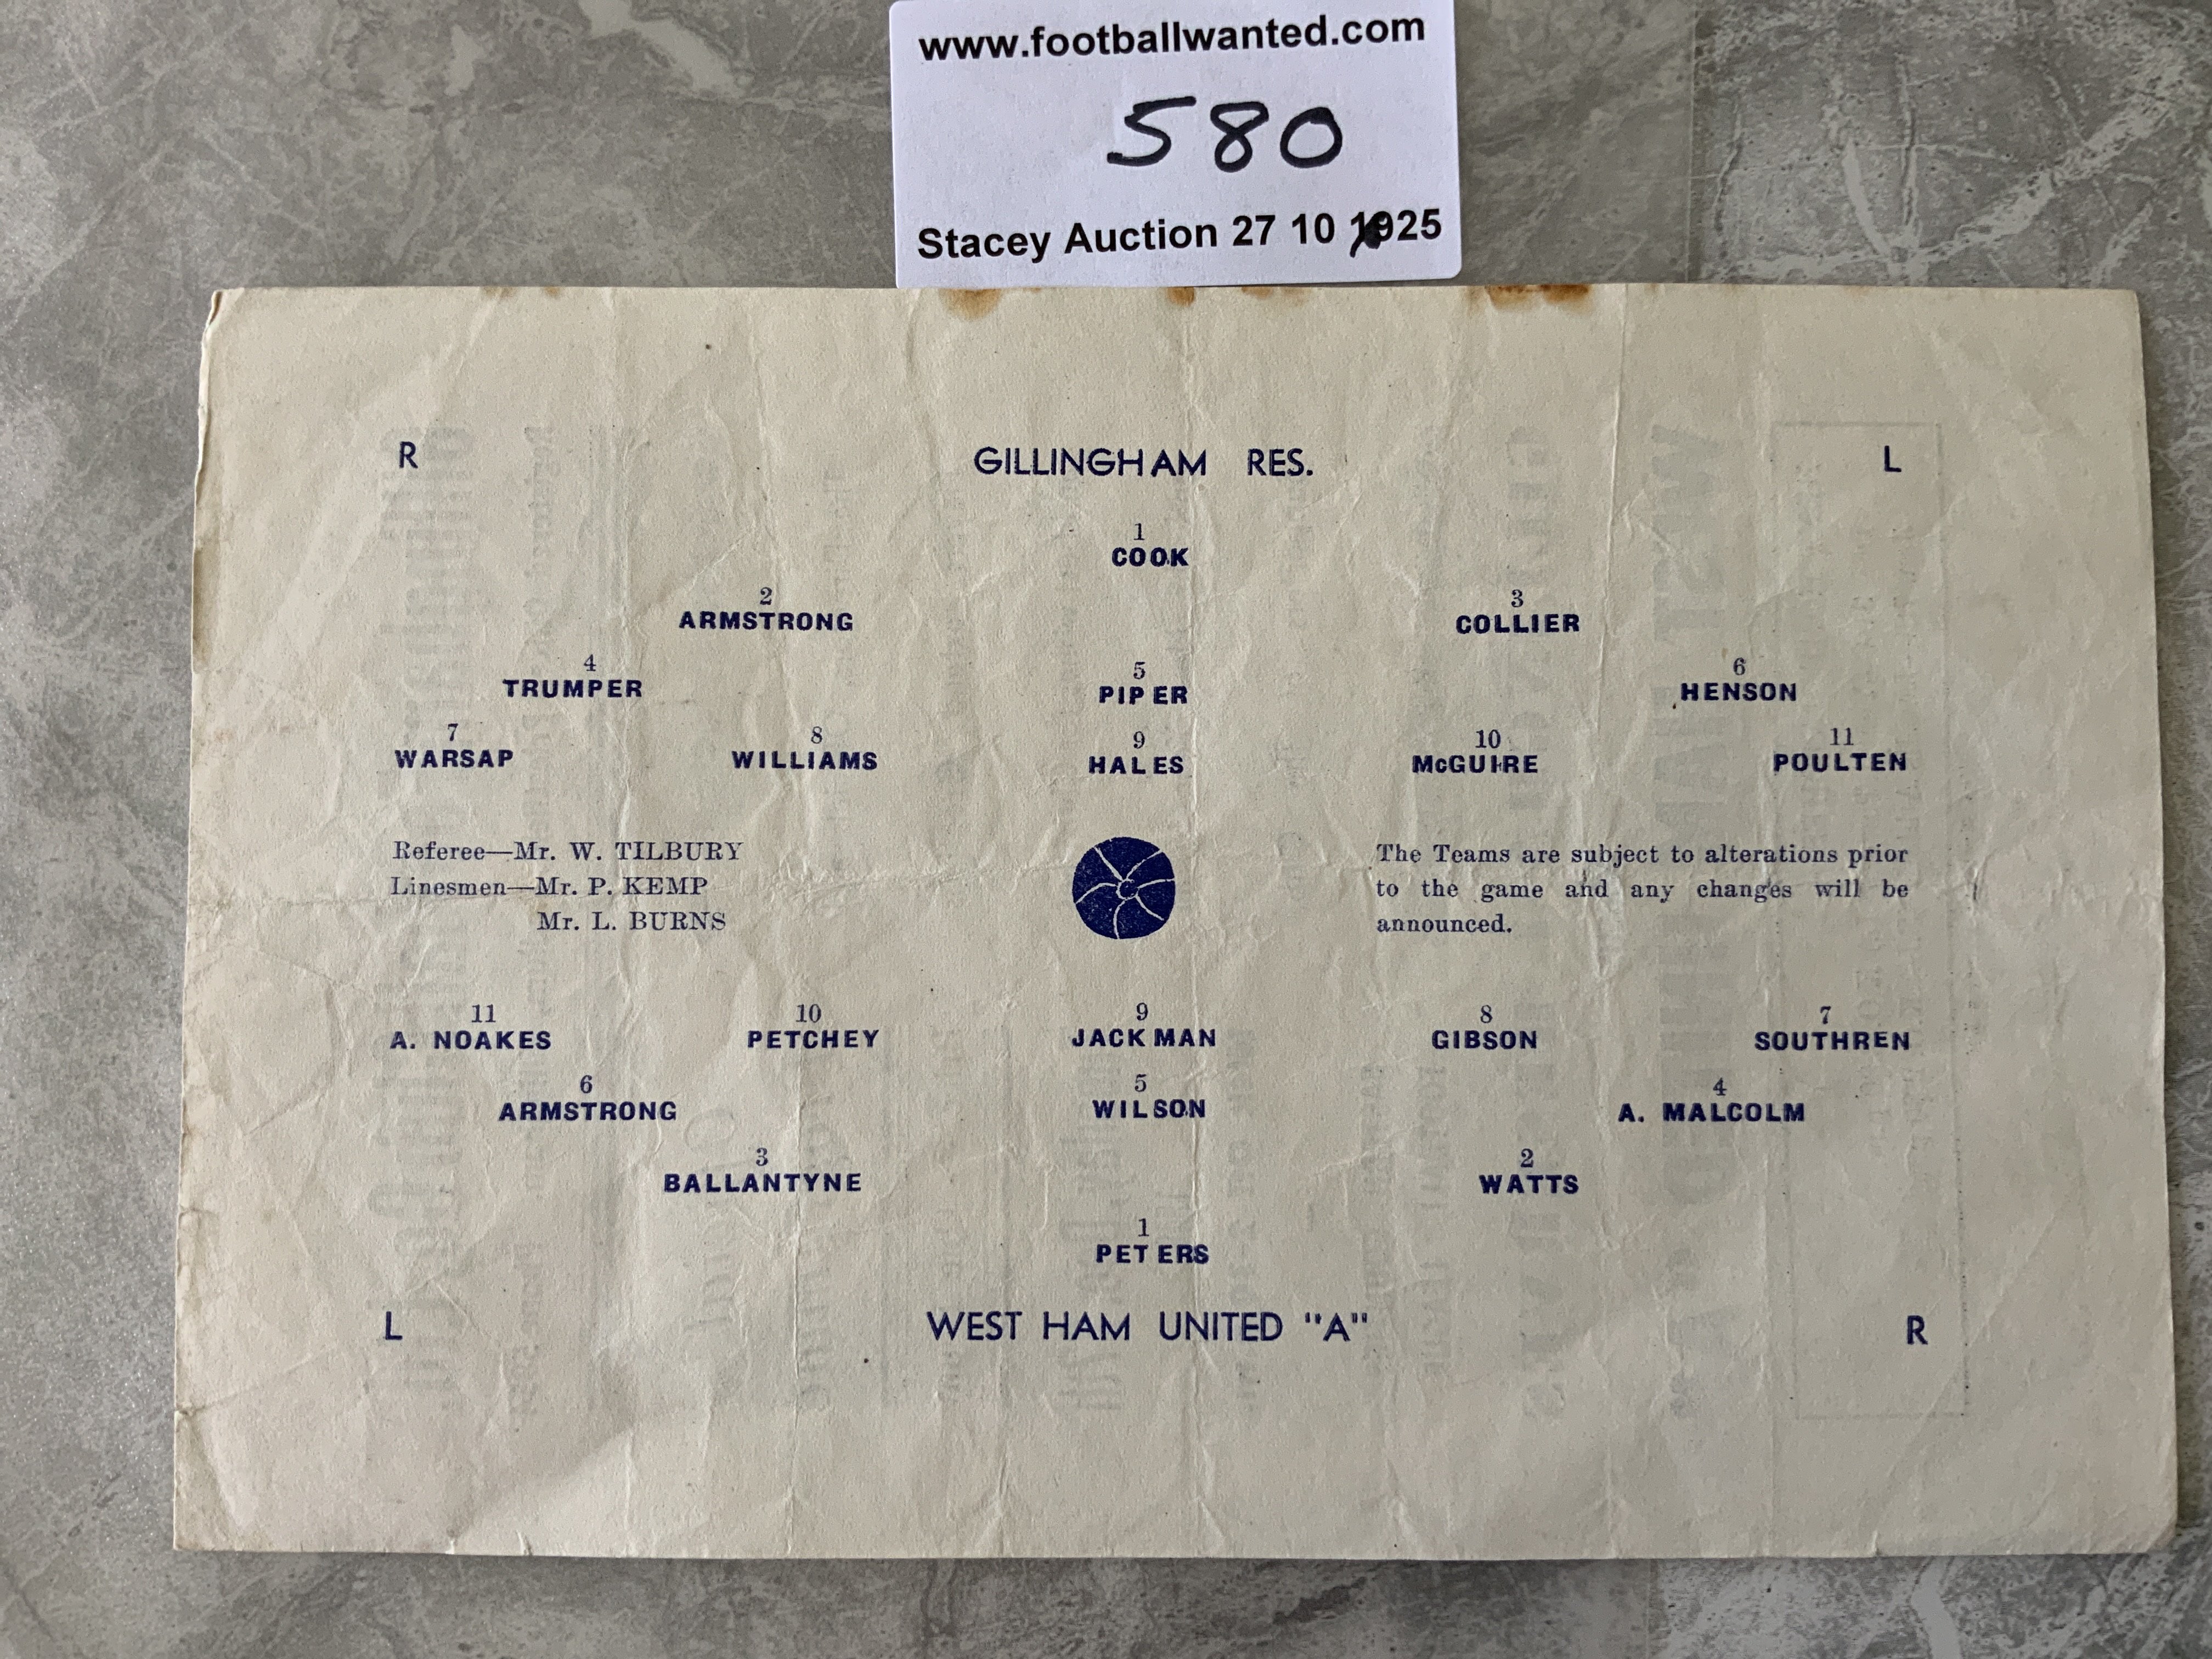 www.footballwanted.com
580
Stacey Auction 27 10 1925
R GILLINGHAM RES. L
1
COOK
2 3
ARMSTRONG COLLIER
4 5 6
TRUMPER PIPER HENSON
7 8 9 10 11
WARSAP WILLIAMS HALES McGUIRE POULTEN
Referee—Mr. W. TILBURY
Linesmen—Mr. P. KEMP
Mr. L. BURNS
The Teams are subject to alterations prior
to the game and any changes will be
announced.
11 10 9 8 7
A. NOAKES PETCHEY JACKMAN GIBSON SOUTHREN
6 5 4
ARMSTRONG WILSON A. MALCOLM
3 2
BALLANTYNE WATTS
1
PETERS
L WEST HAM UNITED "A" R